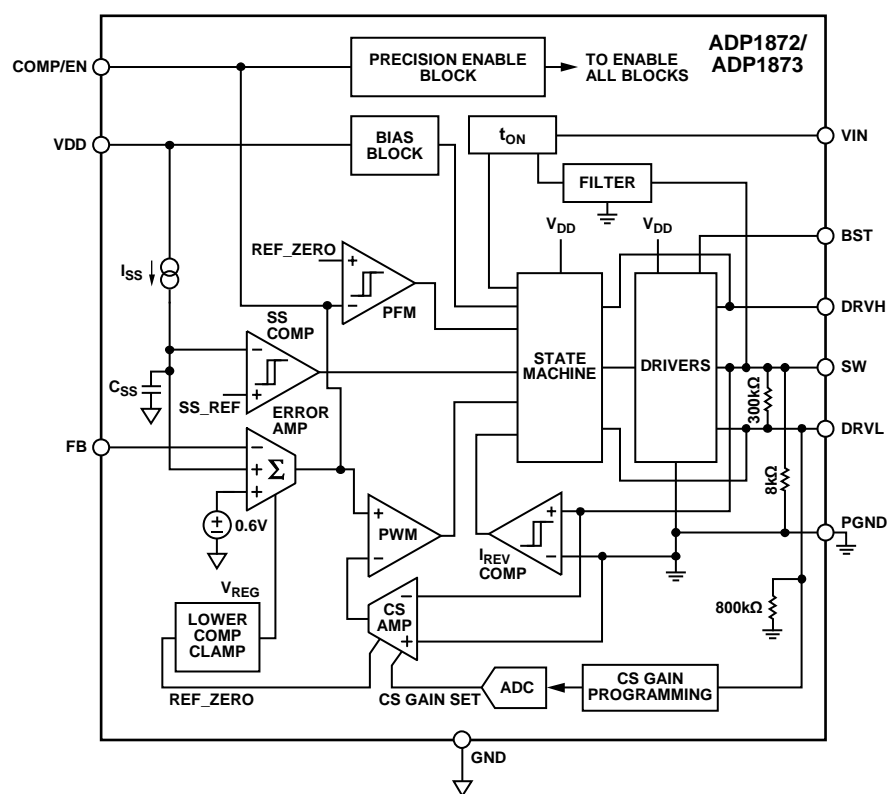 ADP1872/
ADP1873
COMP/EN
PRECISION ENABLE
BLOCK
TO ENABLE
ALL BLOCKS
VDD
BIAS
BLOCK
tON
VIN
FILTER
VDD
VDD
BST
REF_ZERO
+
−
PFM
ISS
DRVH
SS
COMP
−
+
SS_REF
CSS
STATE
MACHINE
DRIVERS
SW
300kΩ
ERROR
AMP
FB
−
+
+
Σ
DRVL
8kΩ
0.6V
+
−
+
−
PWM
+
−
IREV
COMP
PGND
VREG
LOWER
COMP
CLAMP
−
+
CS
AMP
800kΩ
REF_ZERO
CS GAIN SET
ADC
CS GAIN
PROGRAMMING
GND